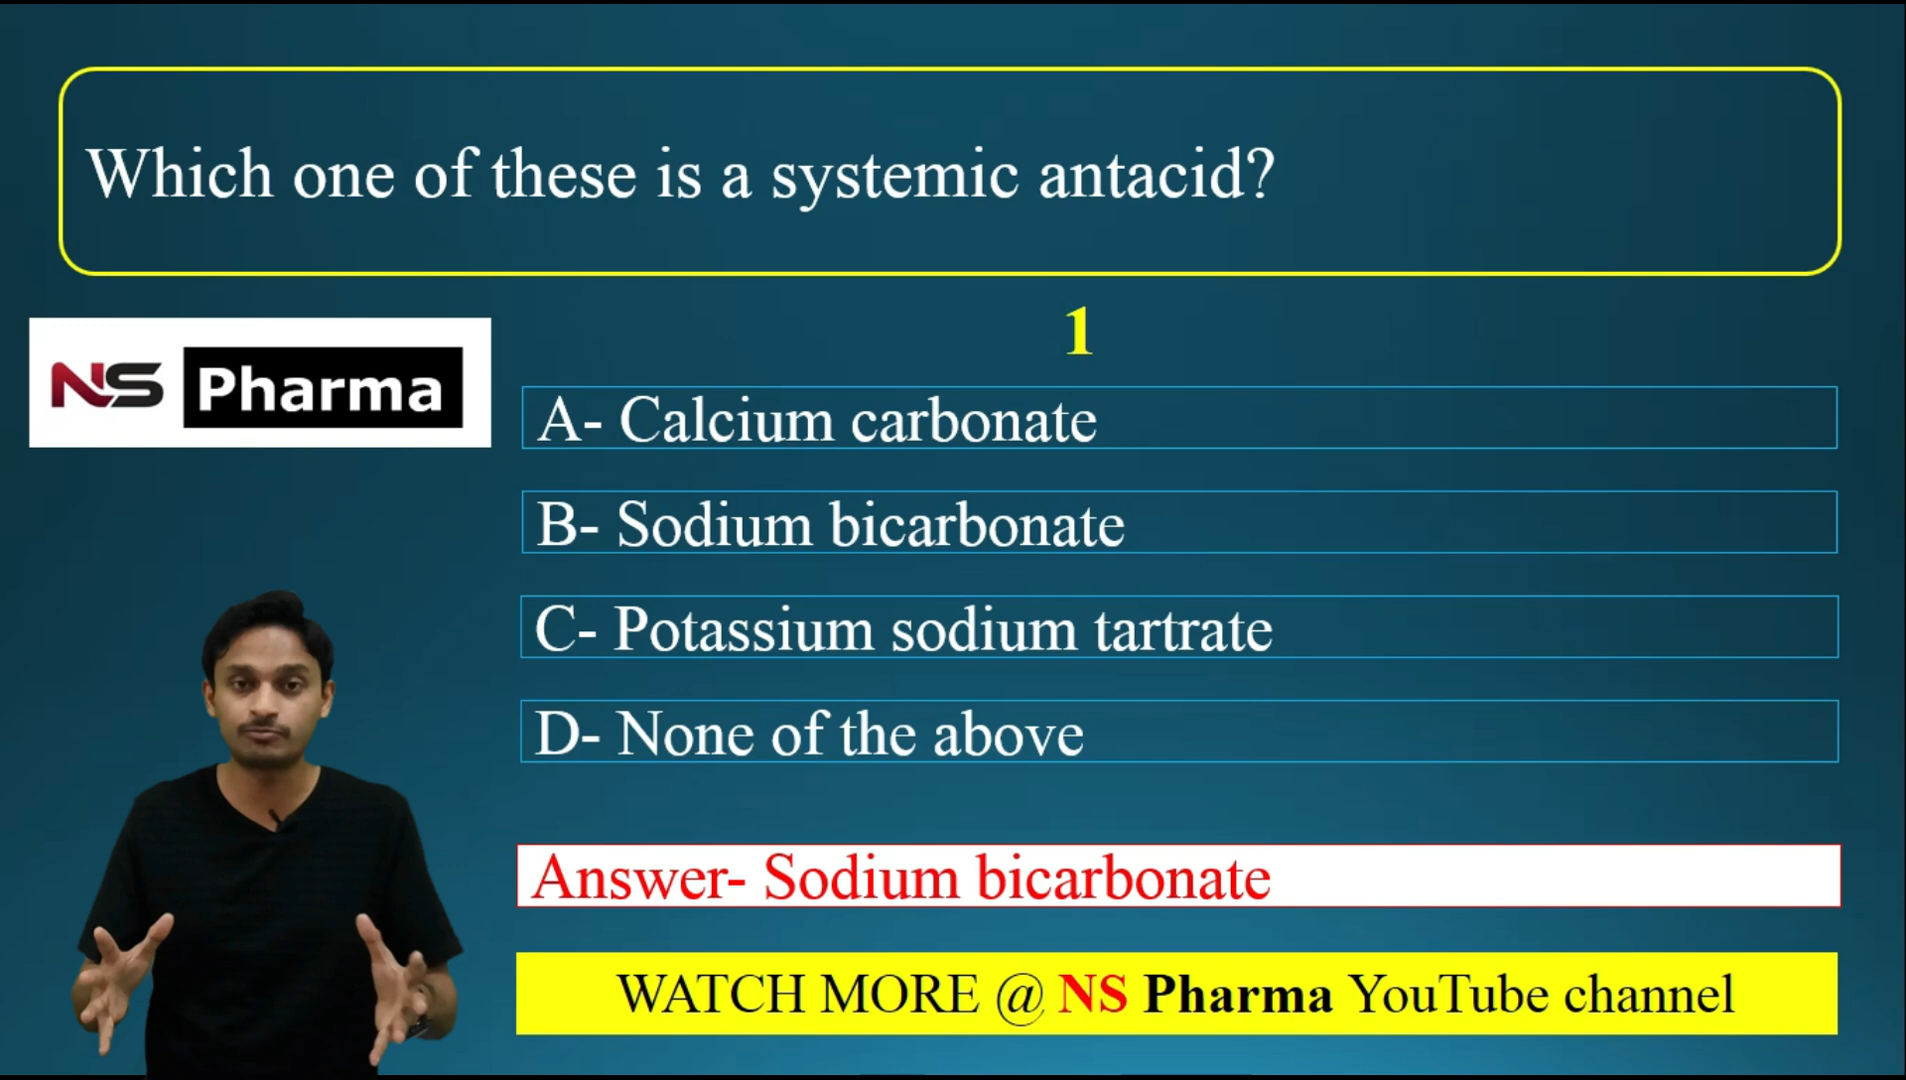 Which one of these is a systemic antacid?
NS Pharma
1
A- Calcium carbonate
B- Sodium bicarbonate
C- Potassium sodium tartrate
D- None of the above
Answer- Sodium bicarbonate
WATCH MORE @ NS Pharma YouTube channel